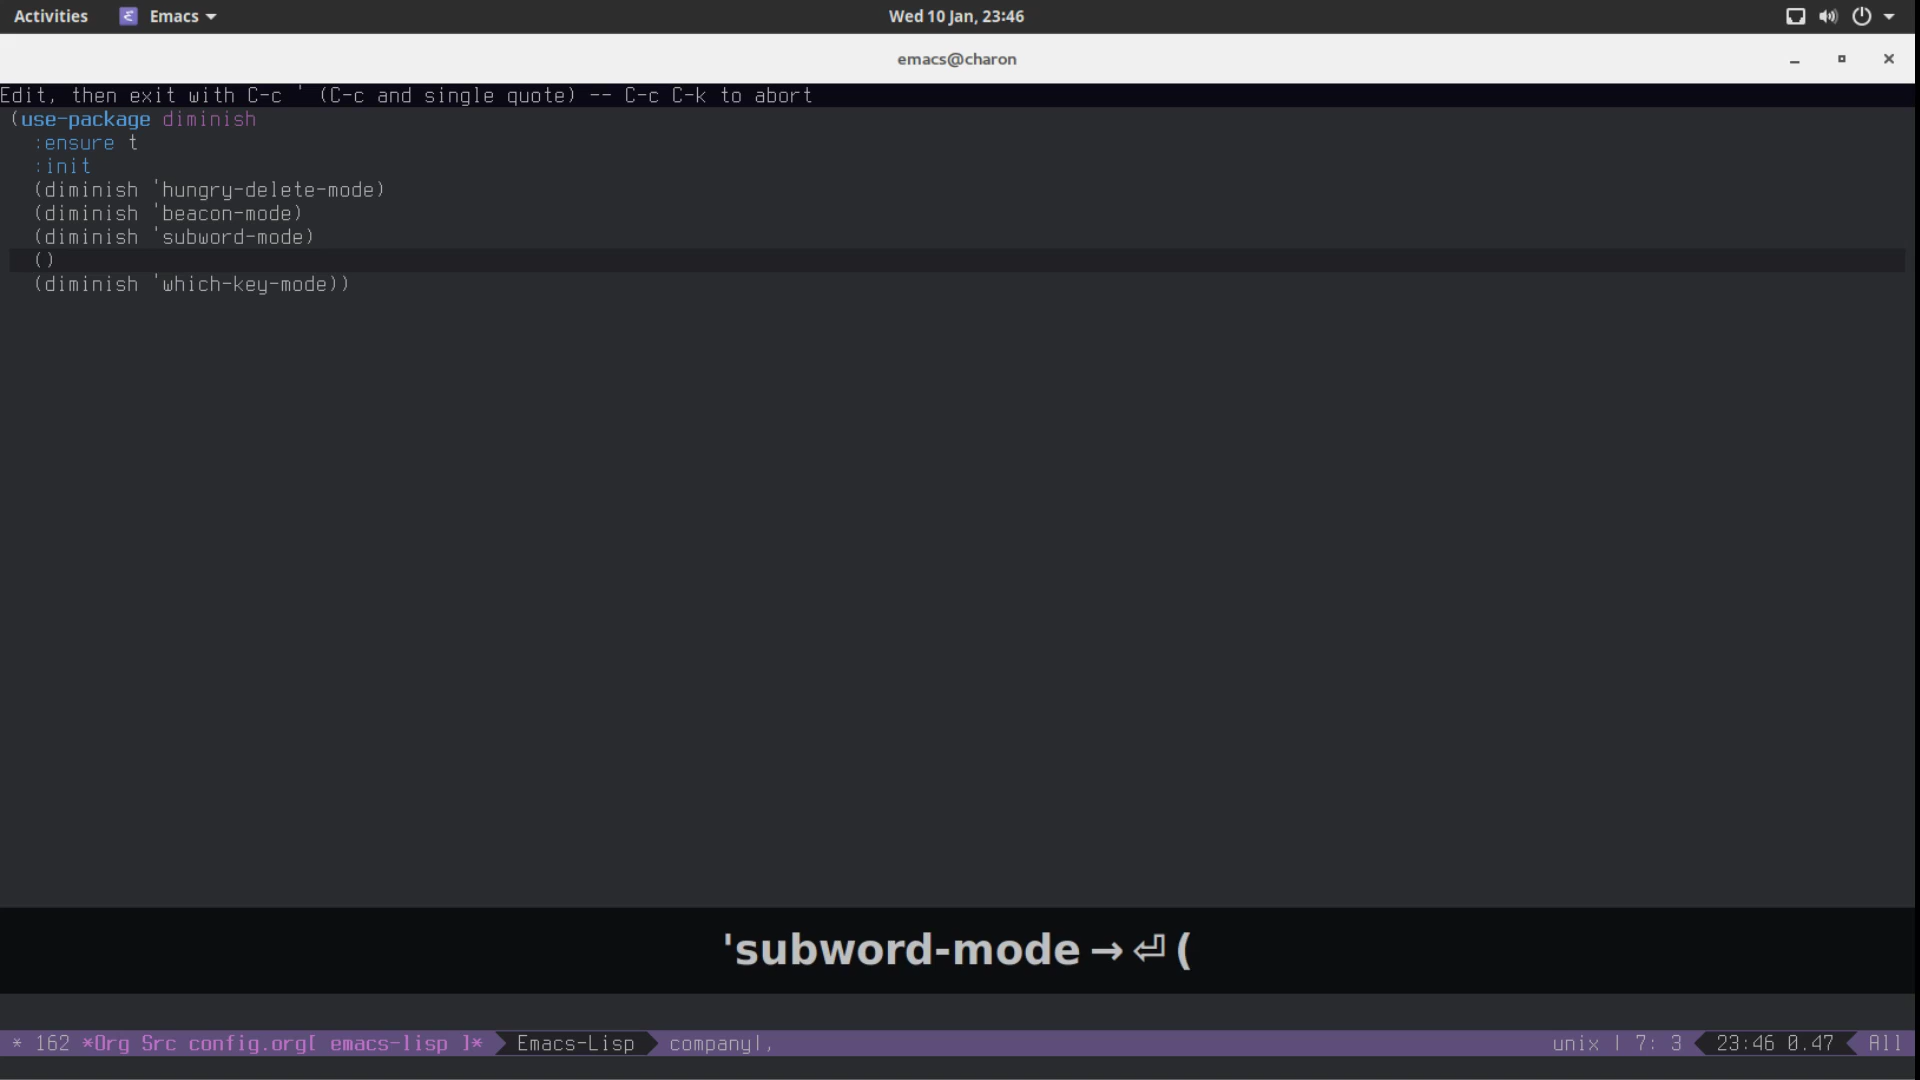 Activities Emacs Wed 10 Jan, 23:46
emacs@charon
Edit, then exit with C-c ' (C-c and single quote) -- C-c C-k to abort
(use-package diminish
:ensure t
:init
(diminish 'hungry-delete-mode)
(diminish 'beacon-mode)
(diminish 'subword-mode)
()
(diminish 'which-key-mode))
'subword-mode → ⏎ (
* 162 *Org Src config.org[ emacs-lisp ]* Emacs-Lisp company|, unix | 7: 3 23:46 0.47 All